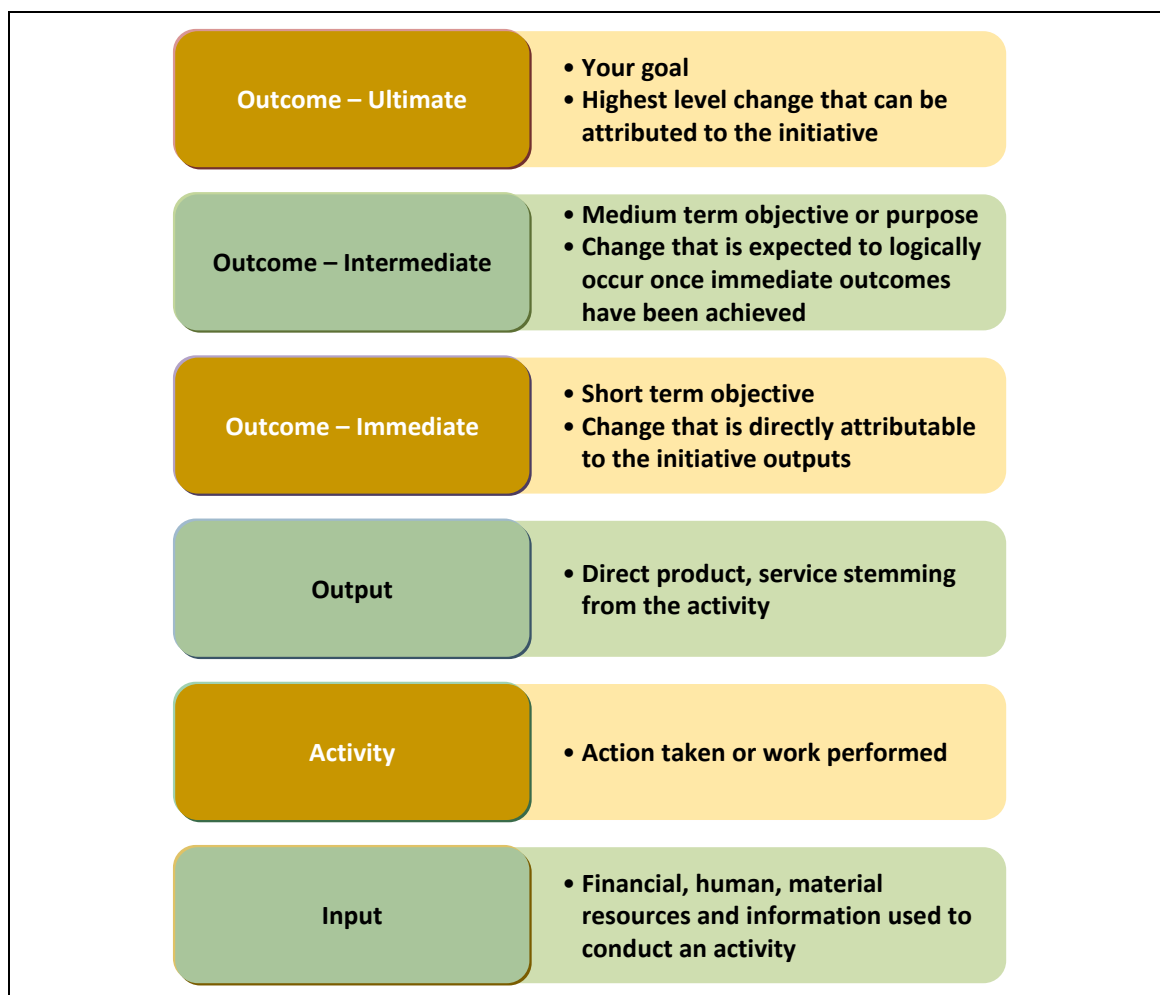 Outcome – Ultimate
• Your goal
• Highest level change that can be
attributed to the initiative
Outcome – Intermediate
• Medium term objective or purpose
• Change that is expected to logically
occur once immediate outcomes
have been achieved
Outcome – Immediate
• Short term objective
• Change that is directly attributable
to the initiative outputs
Output
• Direct product, service stemming
from the activity
Activity
• Action taken or work performed
Input
• Financial, human, material
resources and information used to
conduct an activity